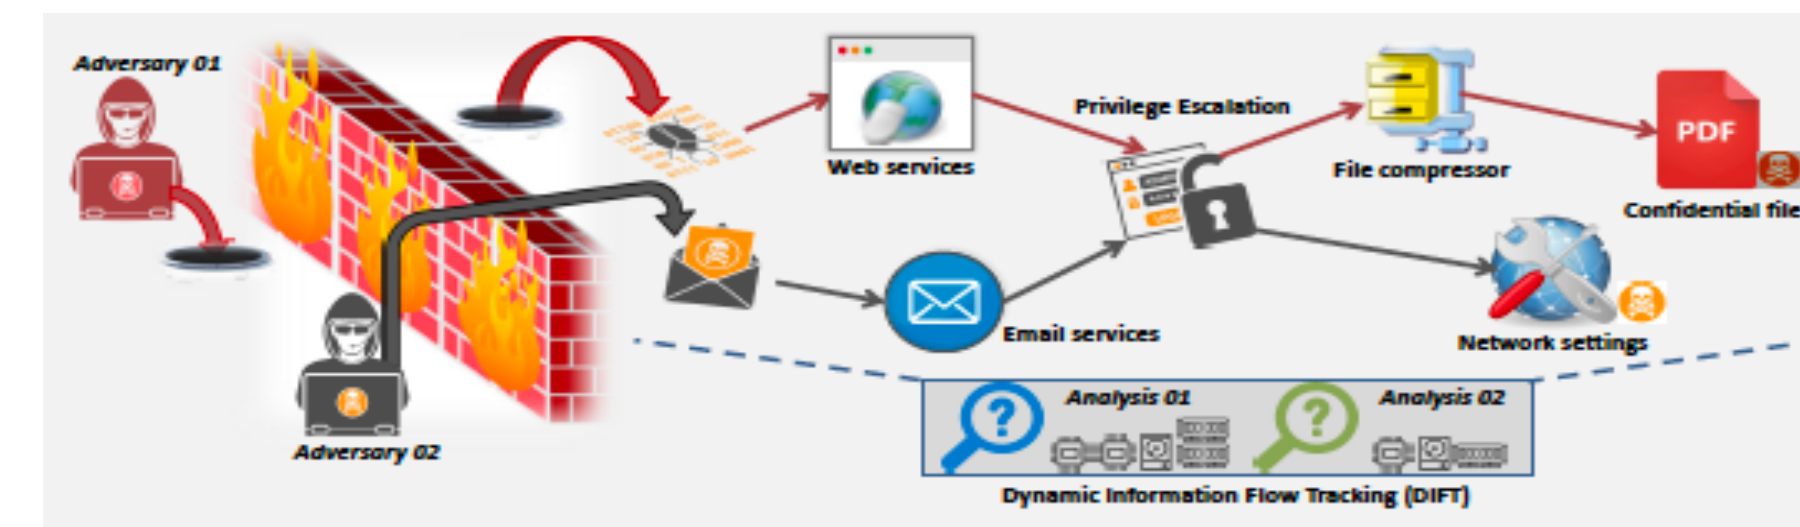 Adversary 01
Privilege Escalation
Web services
File compressor
PDF
Confidential file
Email services
Network settings
Adversary 02
Analysis 01
Analysis 02
? ?
Dynamic Information Flow Tracking (DIFT)